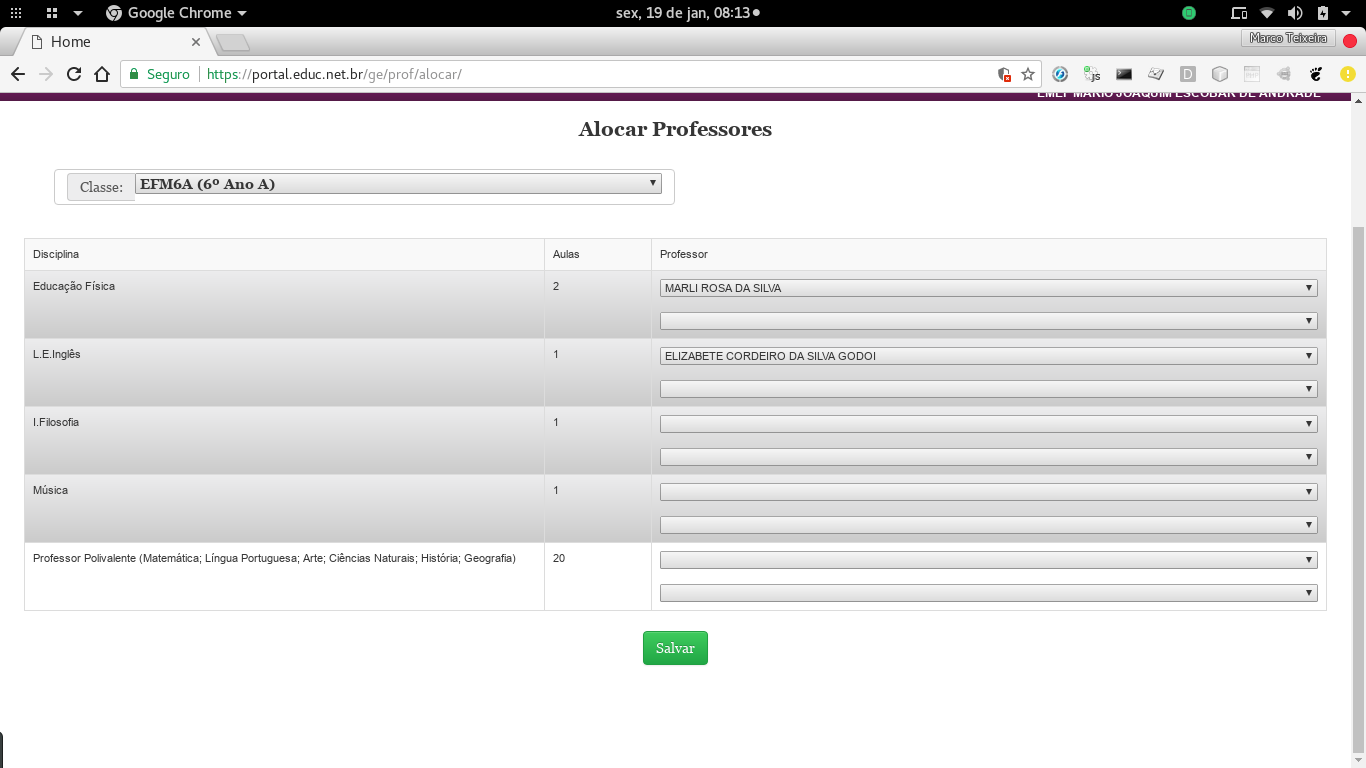 Google Chrome
sex, 19 de jan, 08:13
Home
Marco Teixeira
Seguro
https://portal.educ.net.br/ge/prof/alocar/
JS
D
EMEF MARIO JOAQUIM ESCOBAR DE ANDRADE
Alocar Professores
Classe: EFM6A (6º Ano A)
Disciplina Aulas Professor
Educação Física 2 MARLI ROSA DA SILVA
L.E.Inglês 1 ELIZABETE CORDEIRO DA SILVA GODOI
I.Filosofia 1
Música 1
Professor Polivalente (Matemática; Língua Portuguesa; Arte; Ciências Naturais; História; Geografia) 20
Salvar